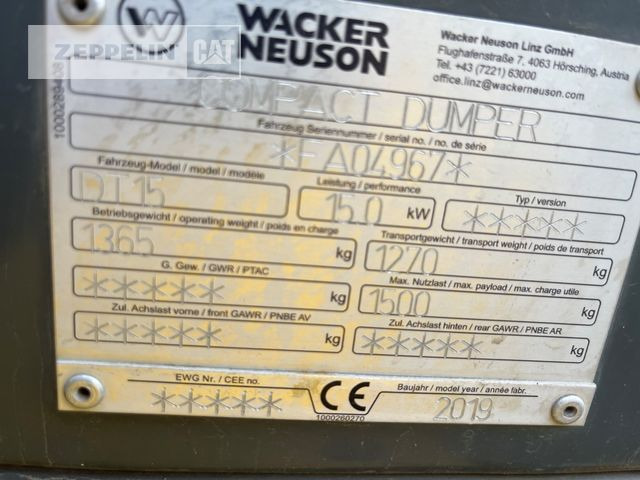 ZEPPELIN CAT
WACKER
NEUSON
Wacker Neuson Linz GmbH
Flughafenstraße 7, 4063 Hörsching, Austria
Tel. +43 (7221) 63000
office.linz@wackerneuson.com
*COMPACT DUMPER
Fahrzeug Seriennummer / serial no. / no. de série
*FA04967*
Fahrzeug-Model / model / modèle
DT15
Leistung / performance
15.0 kW
Typ / version
*****
Betriebsgewicht / operating weight / poids en charge
1365 kg
Transportgewicht / transport weight / poids de transport
1270 kg
G. Gew. / GWR / PTAC
***** kg
Max. Nutzlast / max. payload / max. charge utile
1500 kg
Zul. Achslast vorne / front GAWR / PNBE AV
***** kg
Zul. Achslast hinten / rear GAWR / PNBE AR
***** kg
EWG Nr. / CEE no.
*****
CE
1000260270
Baujahr / model year / année fabr.
2019